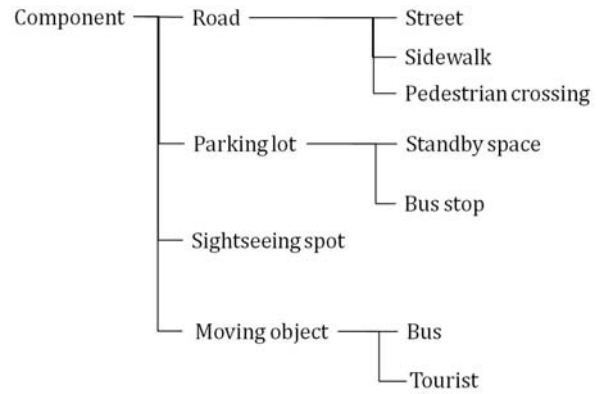 Component Road Street
Sidewalk
Pedestrian crossing
Parking lot Standby space
Bus stop
Sightseeing spot
Moving object Bus
Tourist